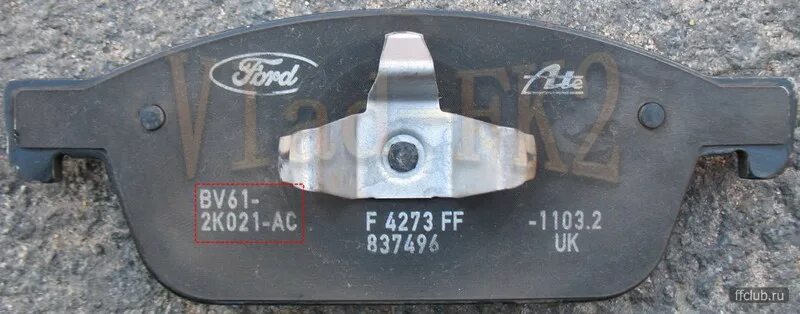 Ford
Ate
Vlad FK2
BV61-
2K021-AC
F 4273 FF
837496
-1103.2
UK
ffclub.ru